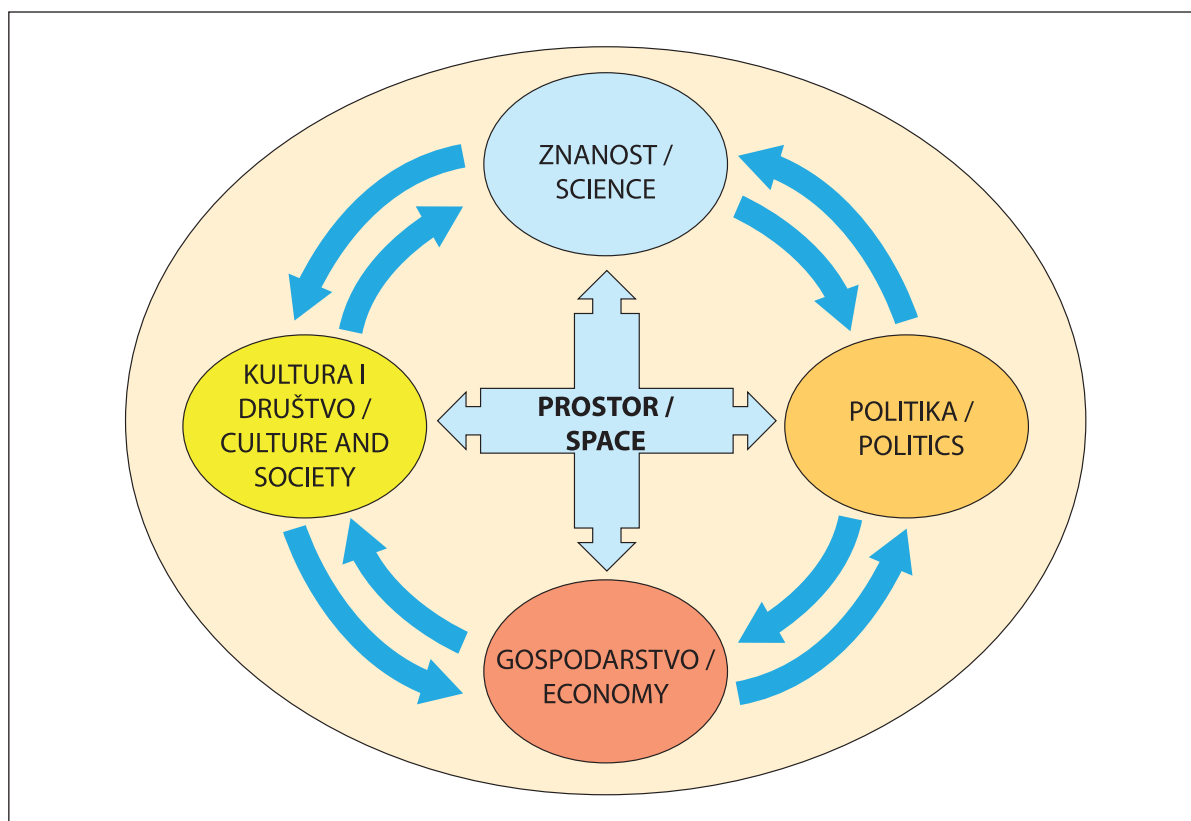 ZNANOST /
SCIENCE
KULTURA I
DRUŠTVO /
CULTURE AND
SOCIETY
PROSTOR /
SPACE
POLITIKA /
POLITICS
GOSPODARSTVO /
ECONOMY